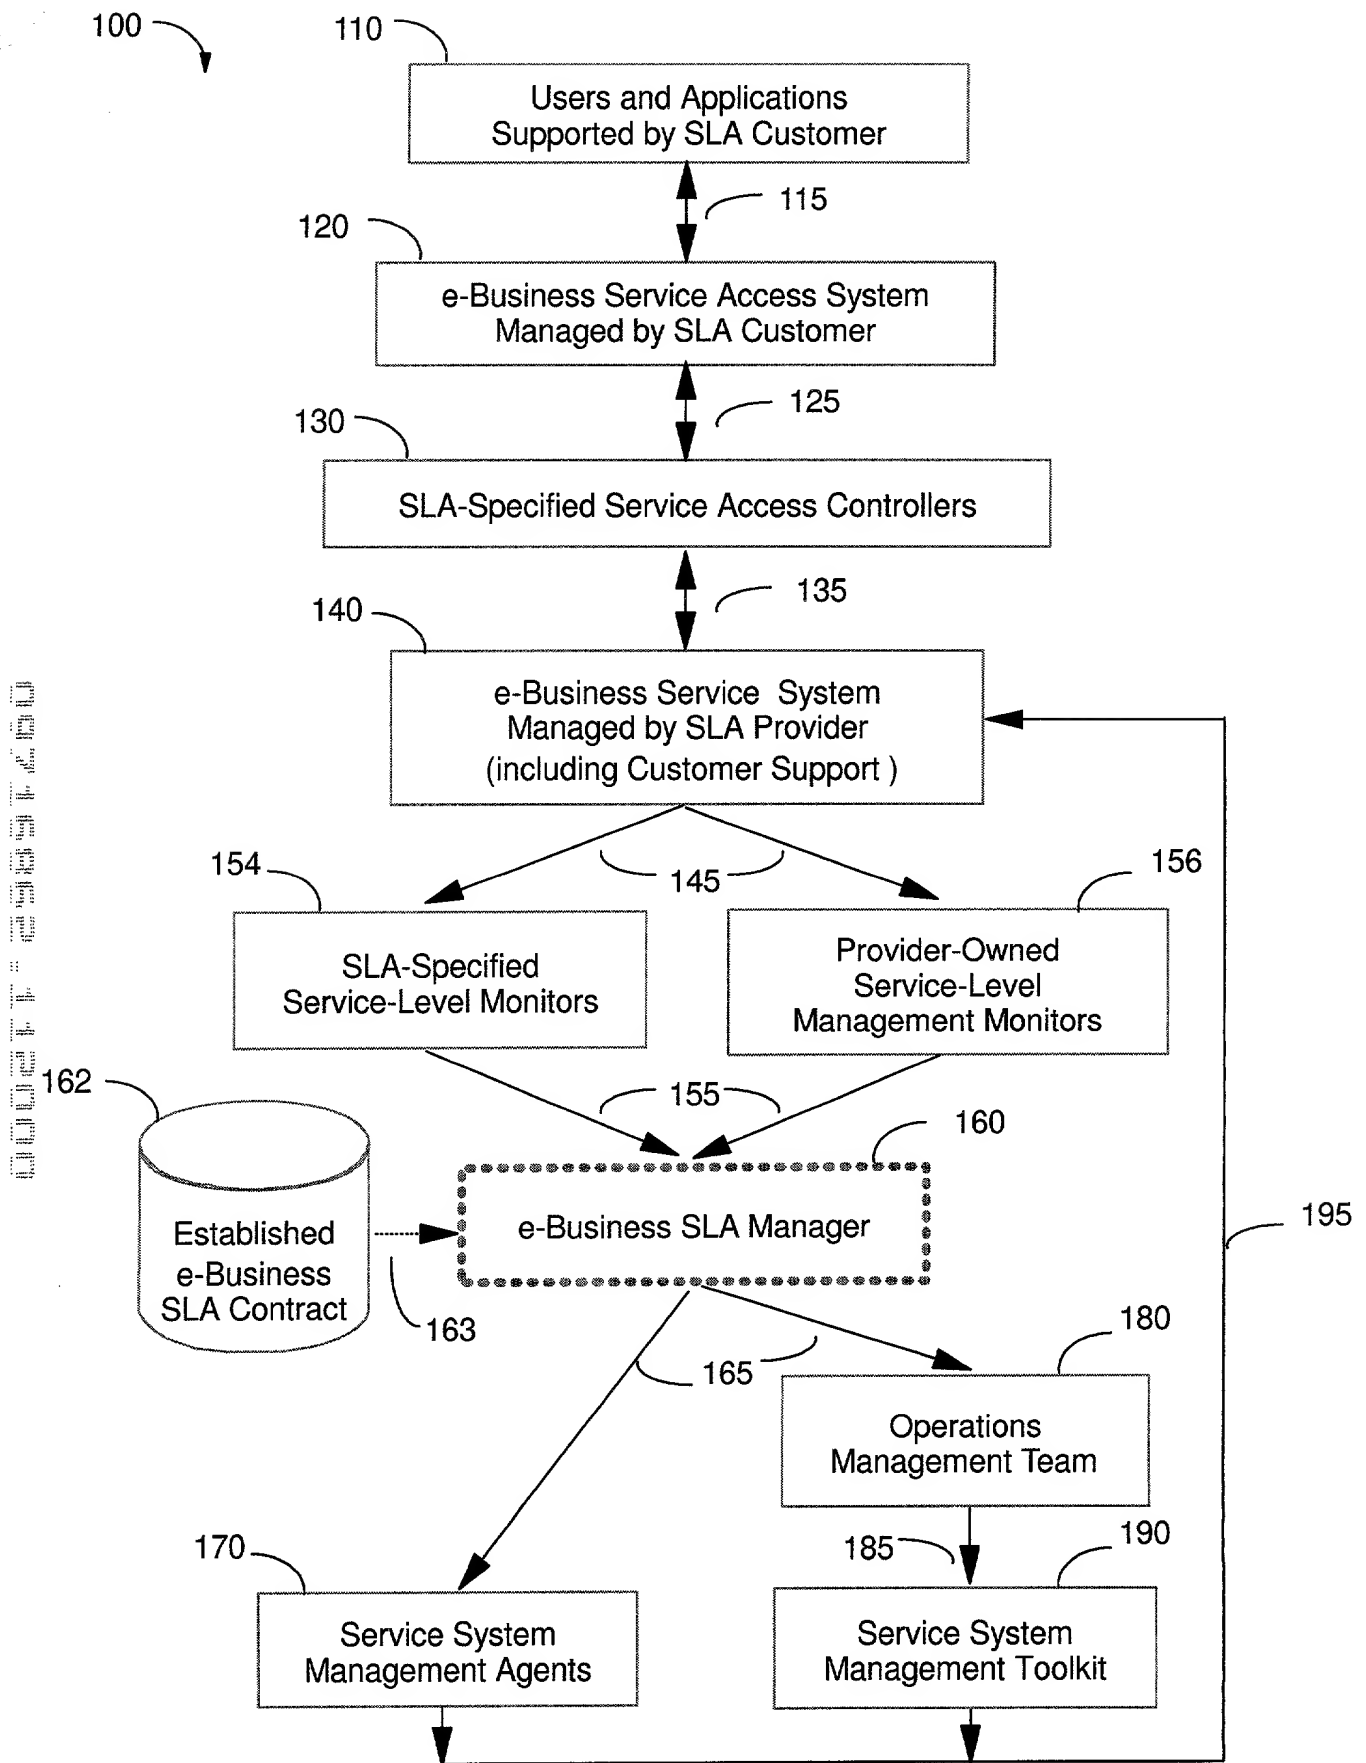 100
110
Users and Applications
Supported by SLA Customer
115
120
e-Business Service Access System
Managed by SLA Customer
125
130
SLA-Specified Service Access Controllers
135
140
e-Business Service System
Managed by SLA Provider
(including Customer Support )
145
154
156
SLA-Specified
Service-Level Monitors
Provider-Owned
Service-Level
Management Monitors
155
162
160
Established
e-Business
SLA Contract
163
e-Business SLA Manager
195
165
180
Operations
Management Team
185
170
190
Service System
Management Agents
Service System
Management Toolkit